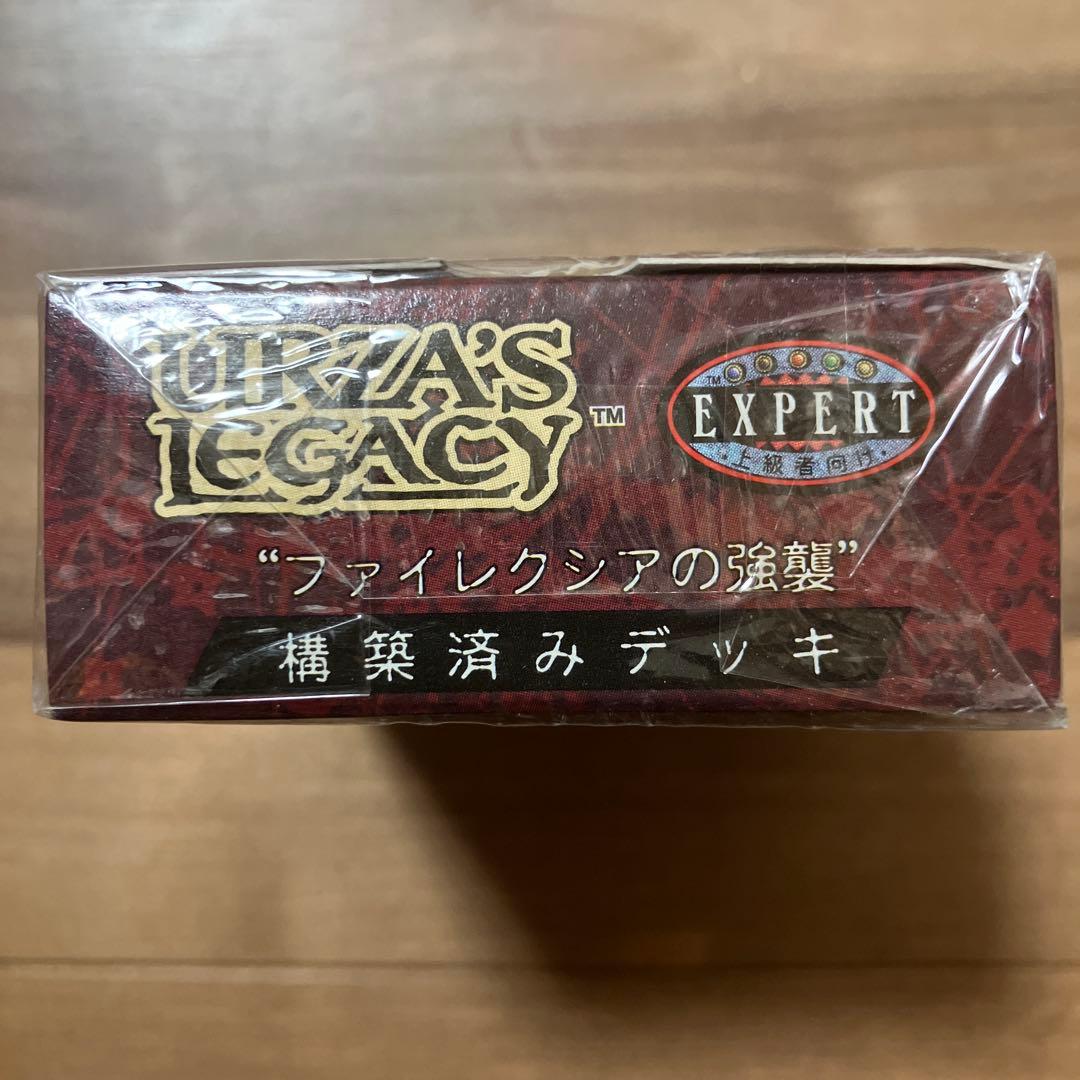 URZA'S
LEGACY™
™
EXPERT
・上級者向け・
“ファイレクシアの強襲”
構築済みデッキ